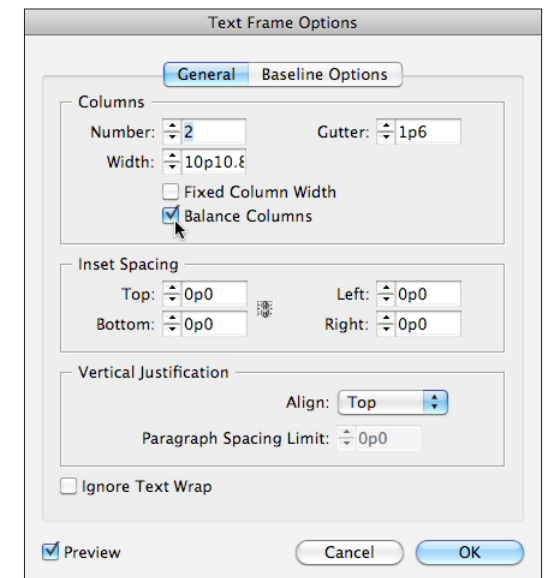 Text Frame Options
General Baseline Options
Columns
Number: 2 Gutter: 1p6
Width: 10p10.8
Fixed Column Width
Balance Columns
Inset Spacing
Top: 0p0 Left: 0p0
Bottom: 0p0 Right: 0p0
Vertical Justification
Align: Top
Paragraph Spacing Limit: 0p0
Ignore Text Wrap
Preview Cancel OK